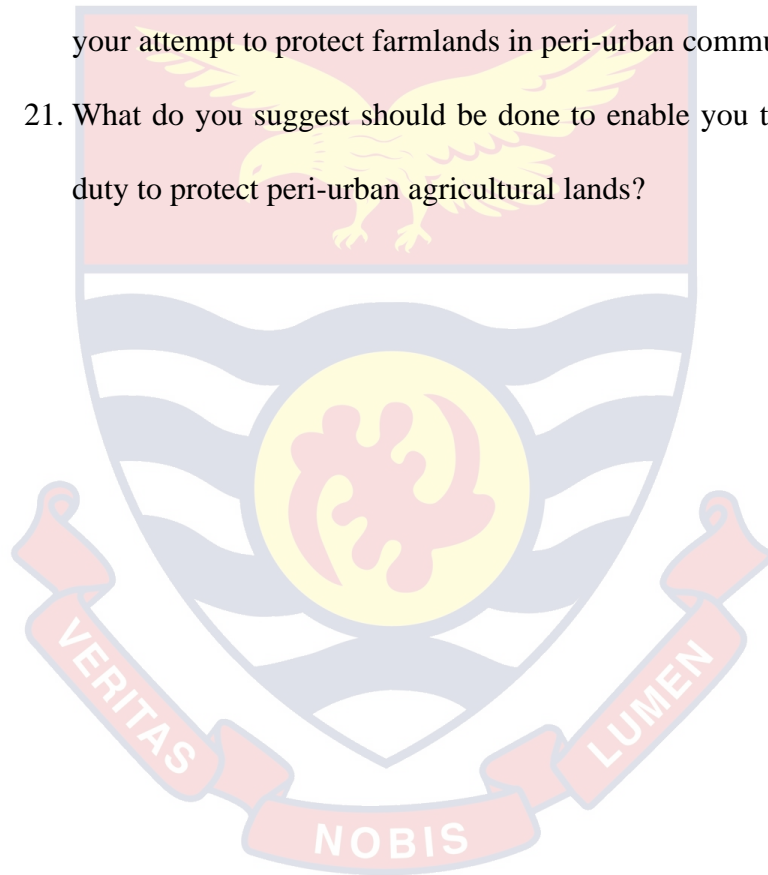 your attempt to protect farmlands in peri-urban
21. What do you suggest should be done to enable you
duty to protect peri-urban agricultural lands?
VERITAS
NOBIS
LUMEN